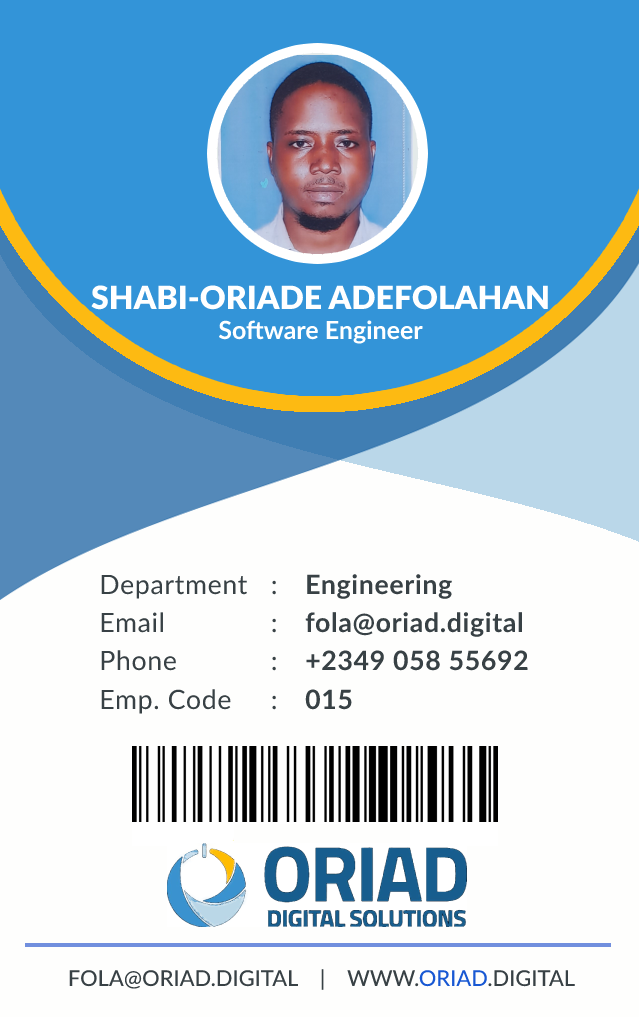 SHABI-ORIADE ADEFOLAHAN
Software Engineer
Department : Engineering
Email : fola@oriad.digital
Phone : +2349 058 55692
Emp. Code : 015
ORIAD
DIGITAL SOLUTIONS
FOLA@ORIAD.DIGITAL | WWW.ORIAD.DIGITAL